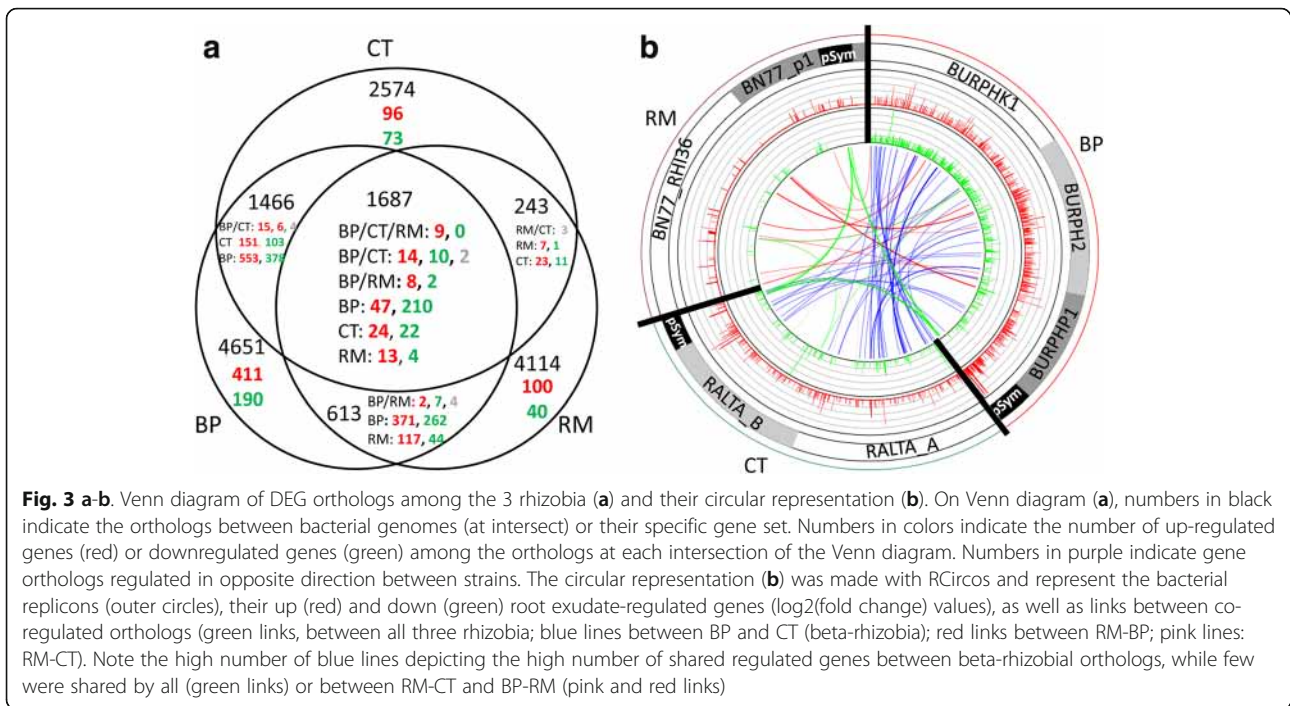 a
CT
2574
96
73
1466
BP/CT: 15, 6, 4
CT 151, 103
BP: 553, 378
1687
BP/CT/RM: 9, 0
BP/CT: 14, 10, 2
BP/RM: 8, 2
BP: 47, 210
CT: 24, 22
RM: 13, 4
243
RM/CT: 3
RM: 7, 1
CT: 23, 11
4651
411
190
BP
613
BP/RM: 2, 7, 4
BP: 371, 262
RM: 117, 44
4114
100
40
RM
b
RM
BN77_RHI36
BN77_p1
pSym
BURPHK1
BP
BURPH2
BURPHP1
pSym
RALTA_A
RALTA_B
pSym
CT
Fig. 3 a-b. Venn diagram of DEG orthologs among the 3 rhizobia (a) and their circular representation (b). On Venn diagram (a), numbers in black
indicate the orthologs between bacterial genomes (at intersect) or their specific gene set. Numbers in colors indicate the number of up-regulated
genes (red) or downregulated genes (green) among the orthologs at each intersection of the Venn diagram. Numbers in purple indicate gene
orthologs regulated in opposite direction between strains. The circular representation (b) was made with RCircos and represent the bacterial
replicons (outer circles), their up (red) and down (green) root exudate-regulated genes (log2(fold change) values), as well as links between co-
regulated orthologs (green links, between all three rhizobia; blue lines between BP and CT (beta-rhizobia); red links between RM-BP; pink lines:
RM-CT). Note the high number of blue lines depicting the high number of shared regulated genes between beta-rhizobial orthologs, while few
were shared by all (green links) or between RM-CT and BP-RM (pink and red links)